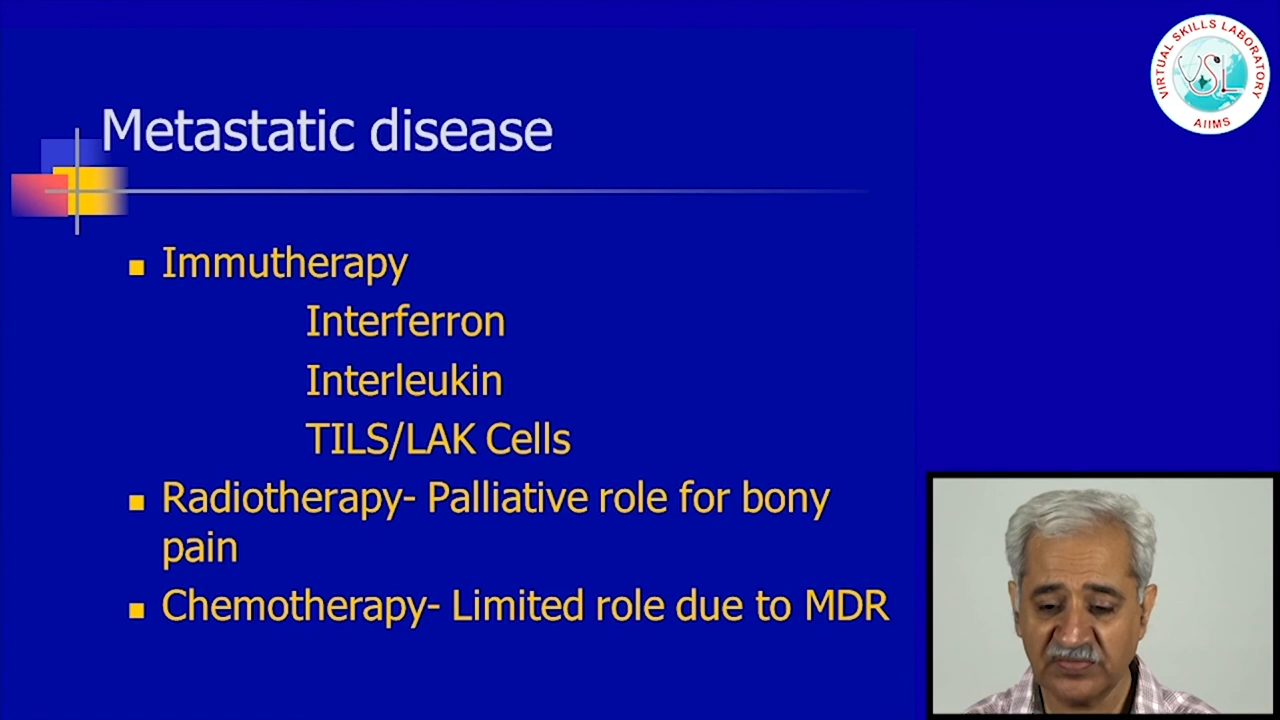 VIRTUAL SKILLS LABORATORY
VSL
AIIMS
Metastatic disease
Immutherapy
Interferron
Interleukin
TILS/LAK Cells
Radiotherapy- Palliative role for bony
pain
Chemotherapy- Limited role due to MDR